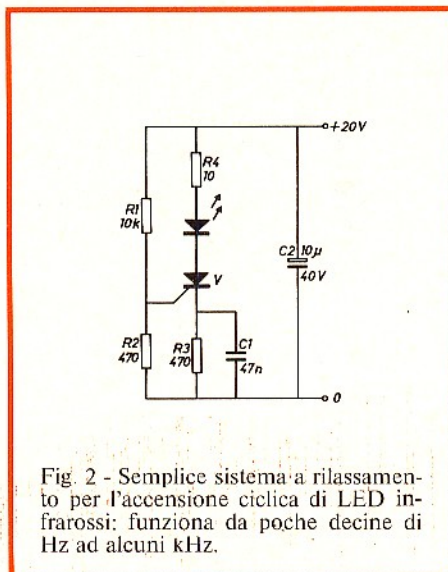 +20V
R4
10
R1
10k
C2 10µ
40V
V
R2
470
R3
470
C1
47n
0
Fig. 2 - Semplice sistema a rilassamen-
to per l'accensione ciclica di LED in-
frarossi: funziona da poche decine di
Hz ad alcuni kHz.